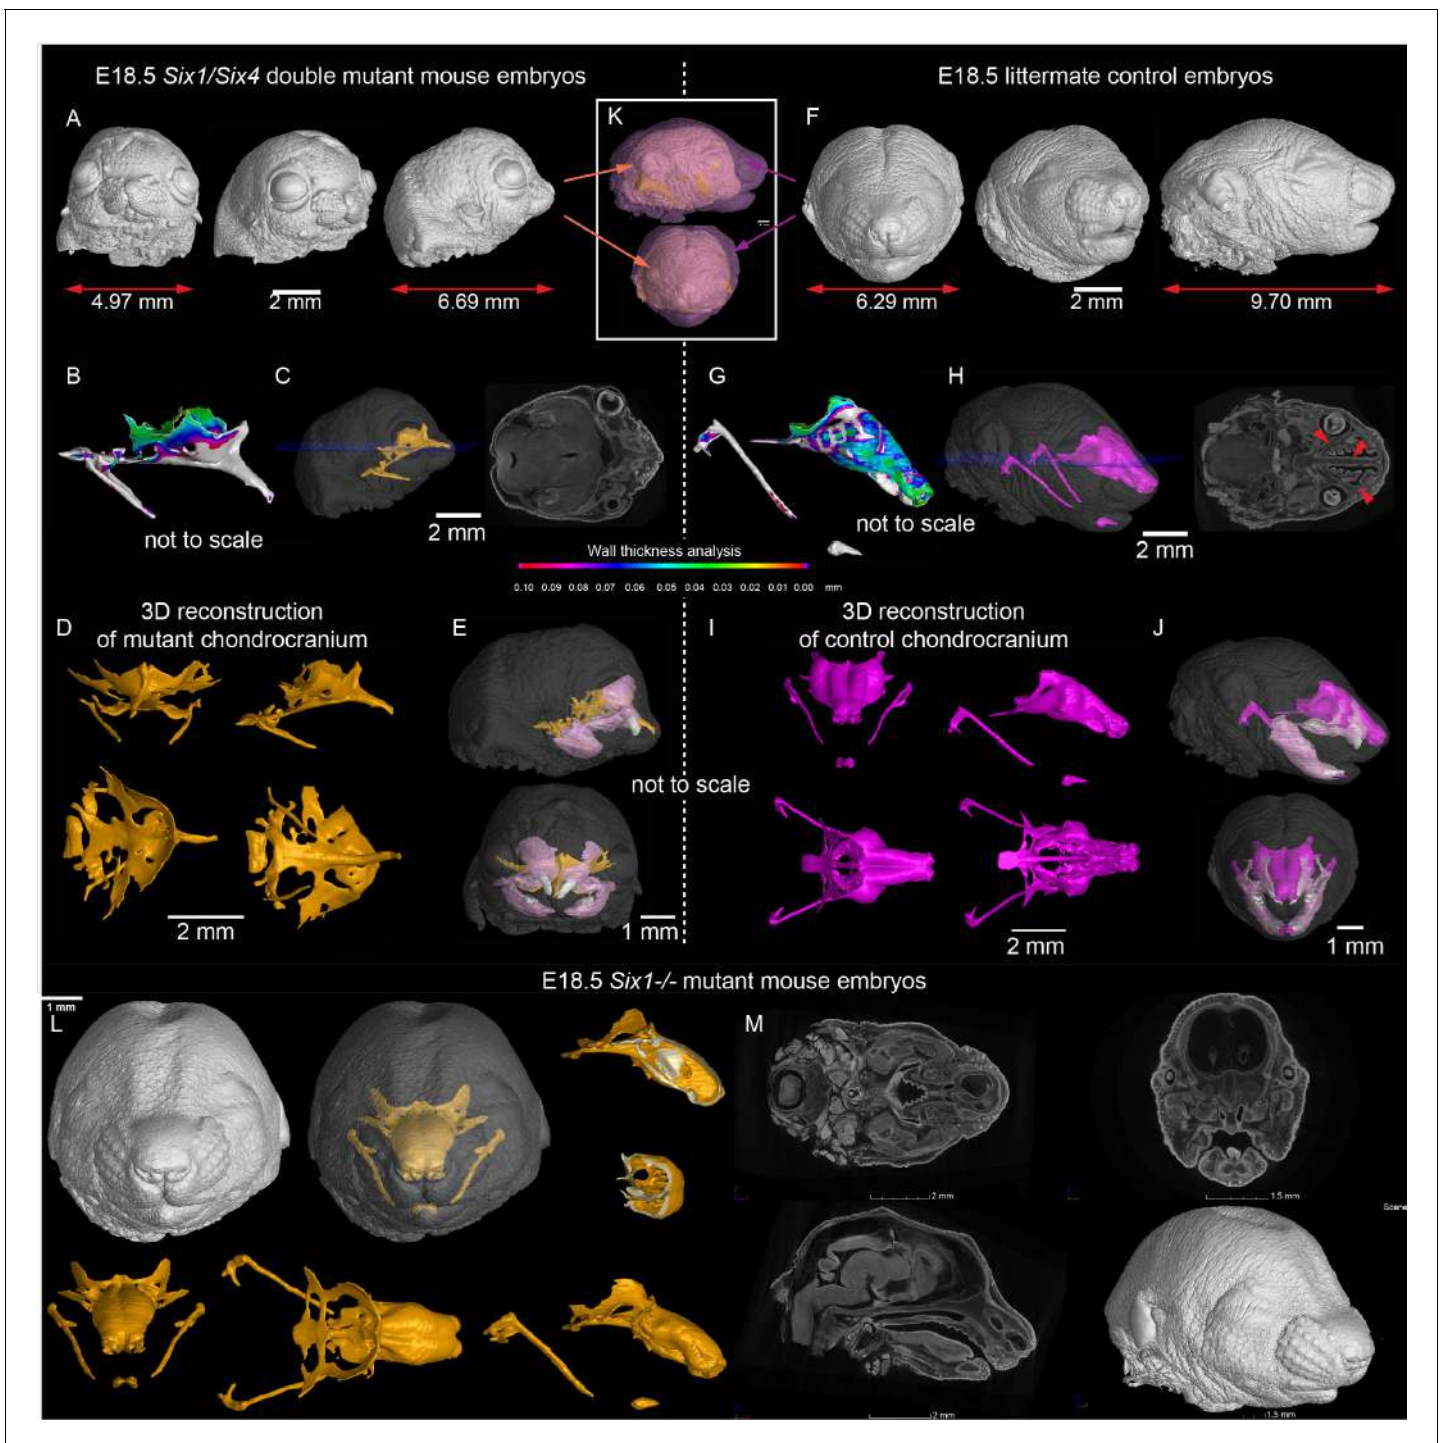 E18.5 Six1/Six4 double mutant mouse embryos
E18.5 littermate control embryos
A
K
F
4.97 mm
2 mm
6.69 mm
6.29 mm
2 mm
9.70 mm
B
C
G
H
not to scale
2 mm
not to scale
2 mm
Wall thickness analysis
0.10 0.09 0.08 0.07 0.06 0.05 0.04 0.03 0.02 0.01 0.00 mm
D
3D reconstruction
of mutant chondrocranium
E
I
3D reconstruction
of control chondrocranium
J
not to scale
2 mm
1 mm
2 mm
1 mm
E18.5 Six1-/- mutant mouse embryos
1 mm
L
M
2 mm
1.5 mm
Scene
2 mm
1.5 mm